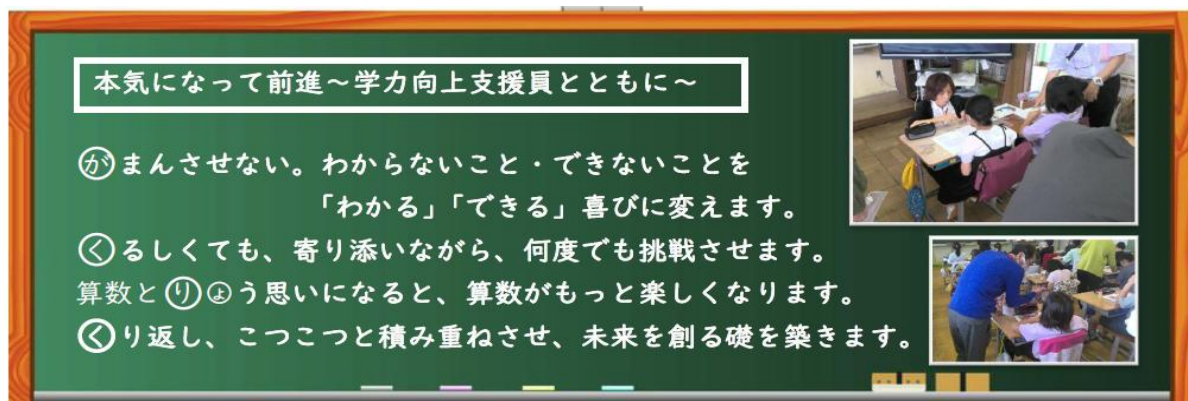 本気になって前進～学力向上支援員とともに～
がまんさせない。わからないこと・できないことを
「わかる」「できる」喜びに変えます。
くるしくても、寄り添いながら、何度でも挑戦させます。
算数とりょう思いになると、算数がもっと楽しくなります。
くり返し、こつこつと積み重ねさせ、未来を創る礎を築きます。